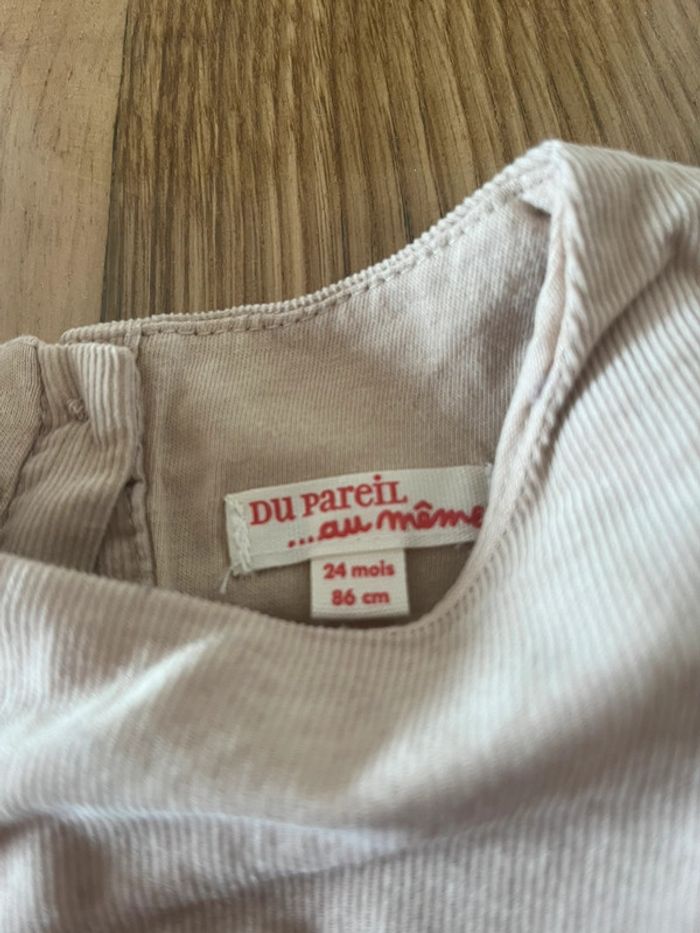 DU PAREIL
...au même
24 mois
86 cm